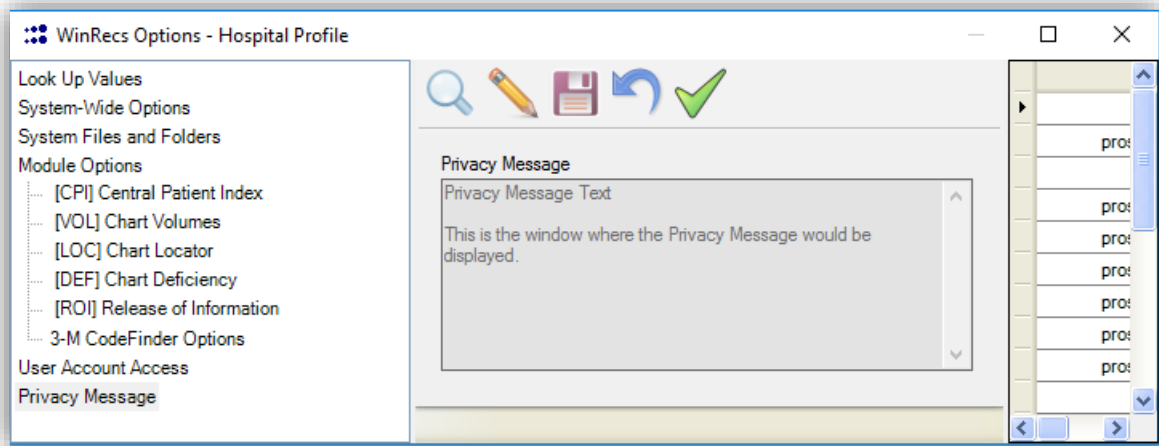 WinRecs Options - Hospital Profile
Look Up Values
System-Wide Options
System Files and Folders
Module Options
[CPI] Central Patient Index
[VOL] Chart Volumes
[LOC] Chart Locator
[DEF] Chart Deficiency
[ROI] Release of Information
3-M CodeFinder Options
User Account Access
Privacy Message
Privacy Message
Privacy Message Text
This is the window where the Privacy Message would be
displayed.